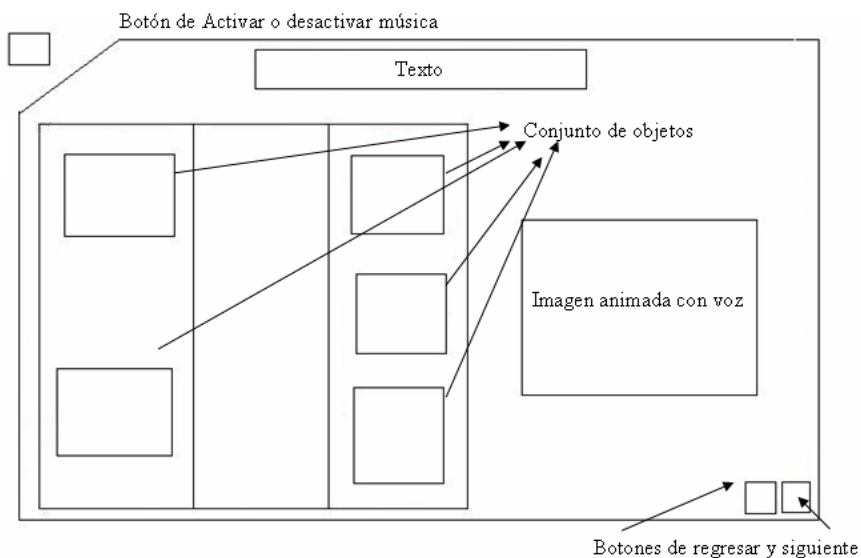 Botón de Activar o desactivar música
Texto
Conjunto de objetos
Imagen animada con voz
Botones de regresar y siguiente